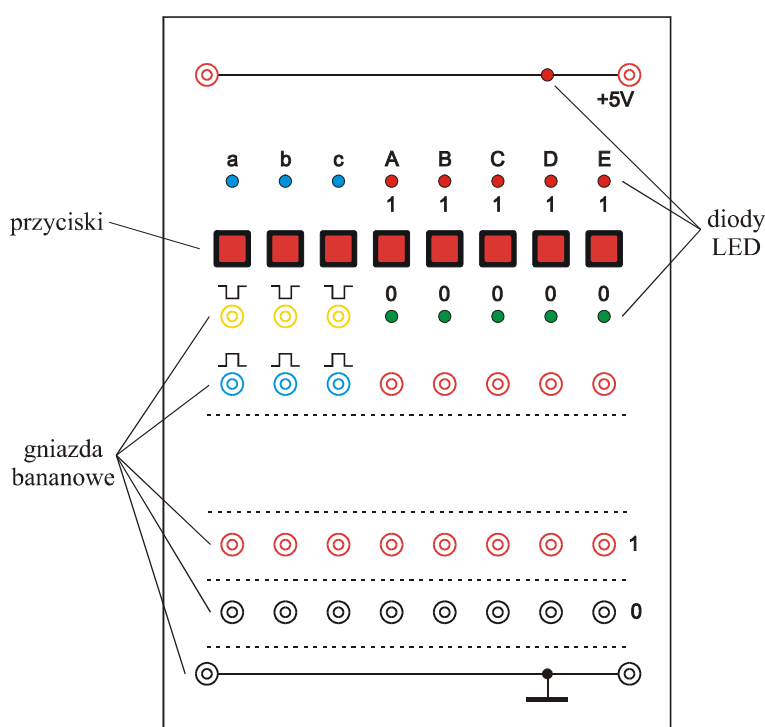 +5V
a b c A B C D E
1 1 1 1 1
przyciski
diody
LED
0 0 0 0 0
gniazda
bananowe
1
0